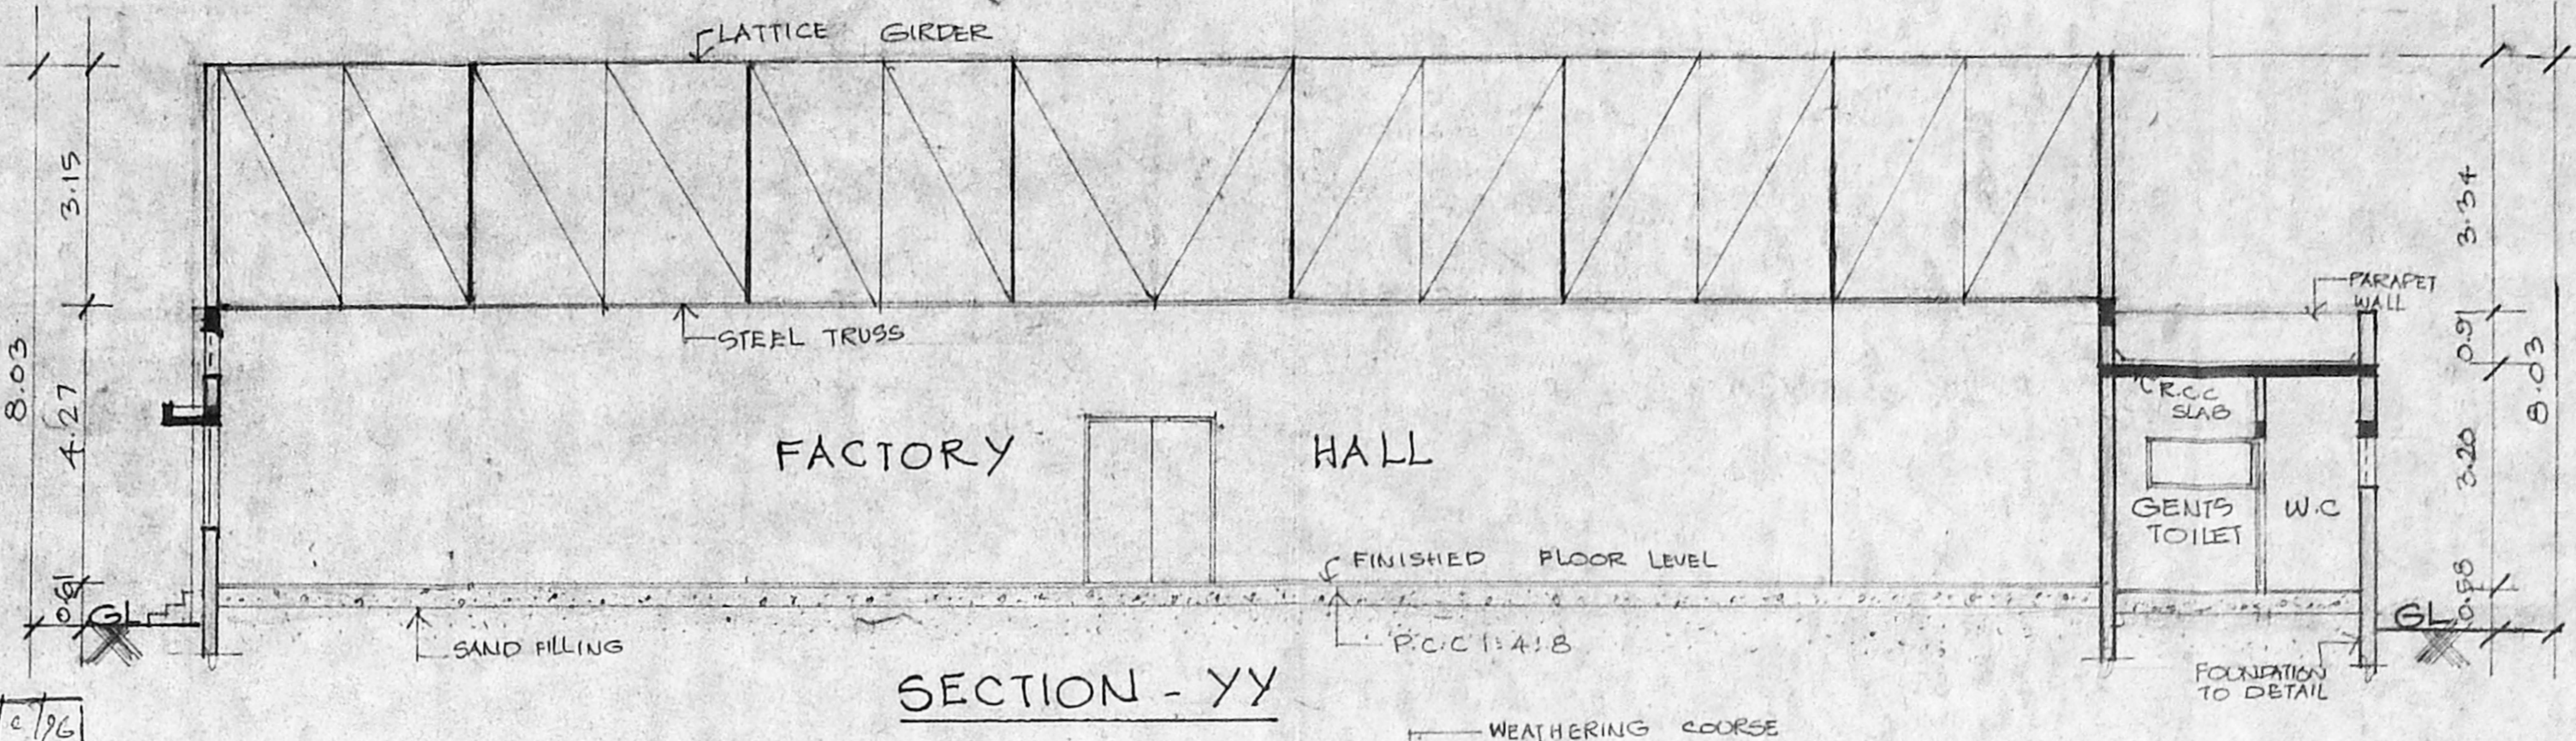 LATTICE GIRDER
3.15
3.34
PARAPET
WALL
STEEL TRUSS
0.91
8.03
8.03
4.27
R.C.C
SLAB
FACTORY HALL
3.20
GENTS
TOILET
W.C
FINISHED FLOOR LEVEL
0.61
0.58
GL
GL
SAND FILLING
P.C.C 1:4:8
FOUNDATION
TO DETAIL
SECTION - YY
WEATHERING COURSE